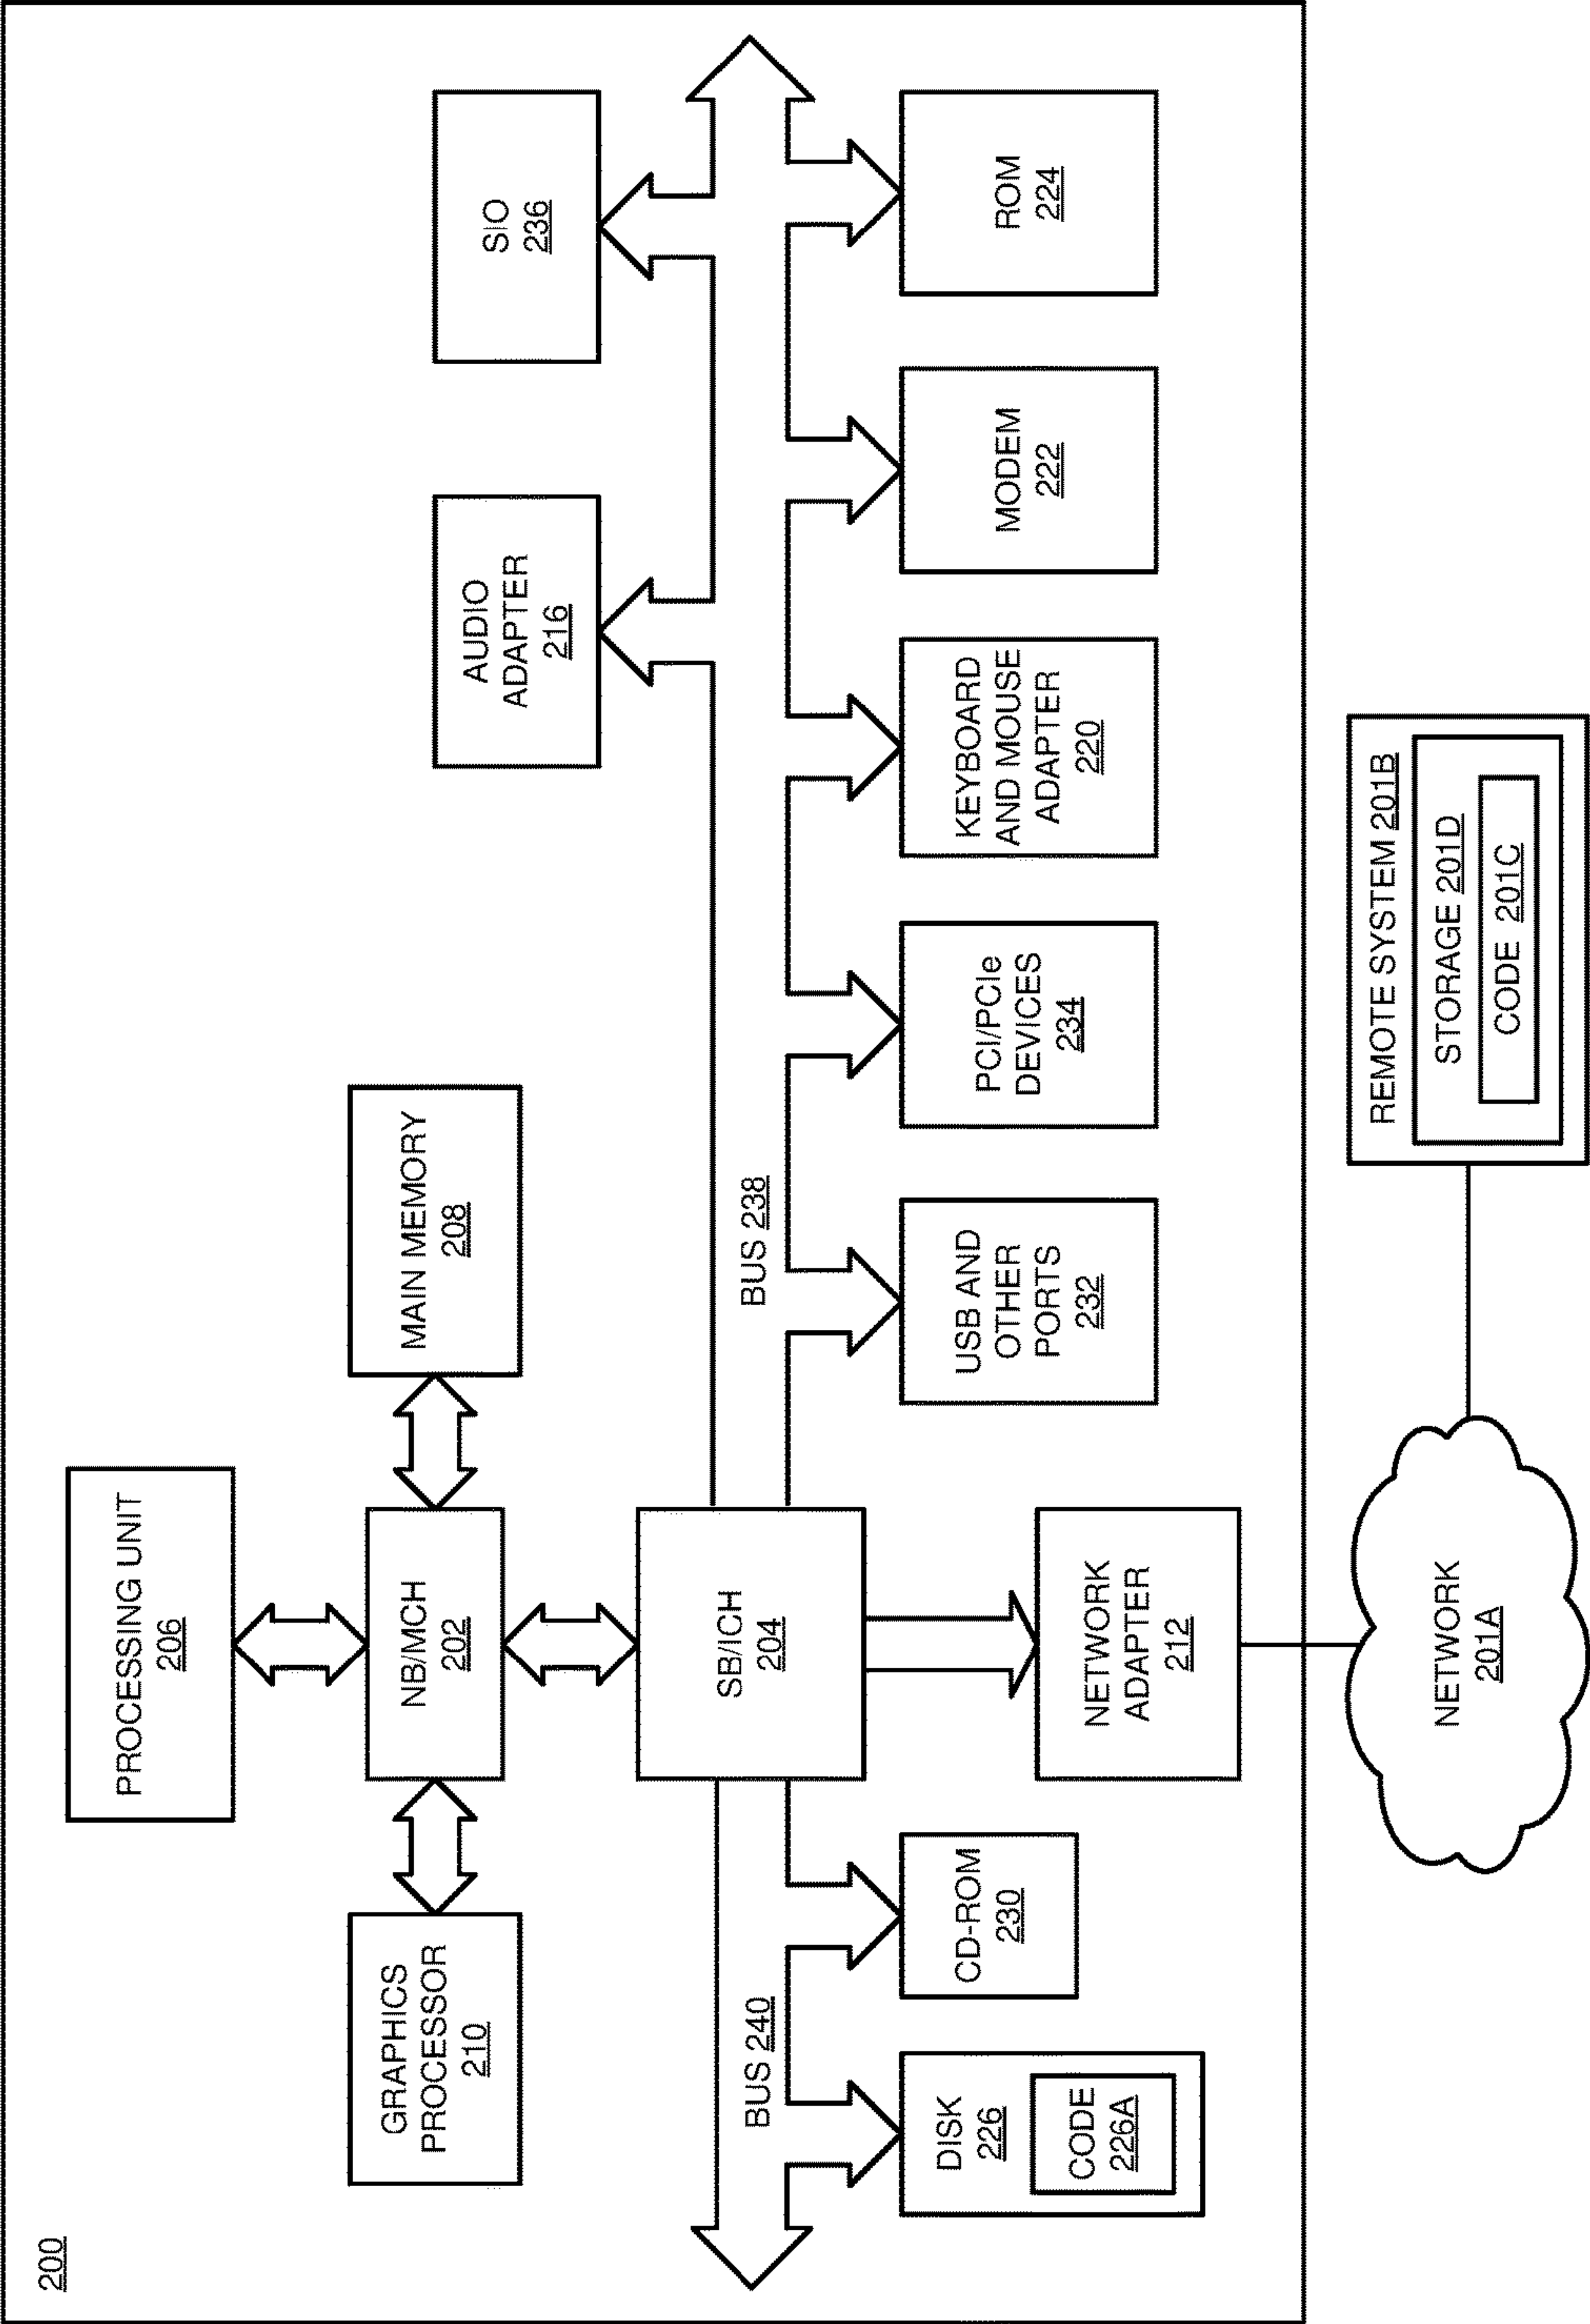 200
PROCESSING UNIT
206
GRAPHICS
PROCESSOR
210
NB/MCH
202
MAIN MEMORY
208
AUDIO
ADAPTER
216
SIO
236
SB/ICH
204
BUS 240
BUS 238
DISK
226
CODE
226A
CD-ROM
230
NETWORK
ADAPTER
212
USB AND
OTHER
PORTS
232
PCI/PCIe
DEVICES
234
KEYBOARD
AND MOUSE
ADAPTER
220
MODEM
222
ROM
224
NETWORK
201A
REMOTE SYSTEM 201B
STORAGE 201D
CODE 201C